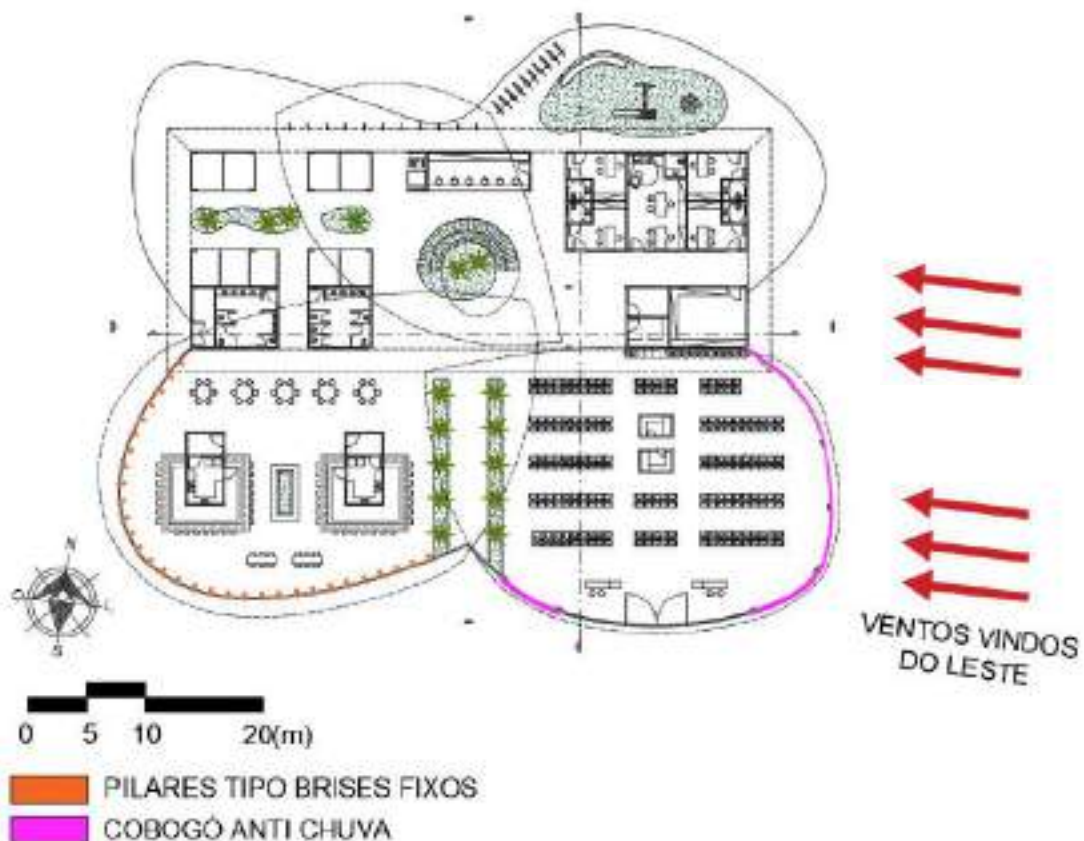 N
O
L
S
VENTOS VINDOS
DO LESTE
0 5 10 20(m)
PILARES TIPO BRISES FIXOS
COBOGÓ ANTI CHUVA